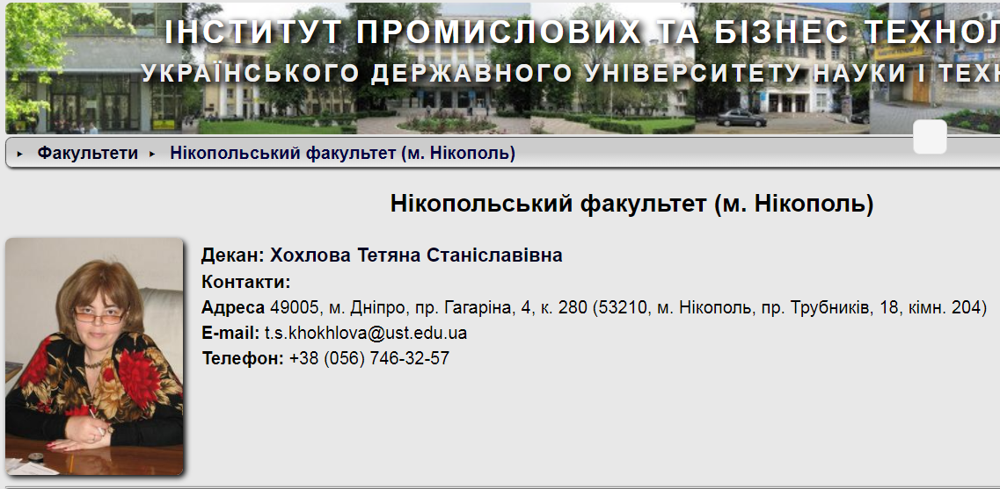 ІНСТИТУТ ПРОМИСЛОВИХ ТА БІЗНЕС
УКРАЇНСЬКОГО ДЕРЖАВНОГО УНІВЕРСИТЕТУ НАУКИ І
Факультети Нікопольський факультет (м. Нікополь)
Нікопольський факультет (м. Нікополь)
Декан: Хохлова Тетяна Станіславівна
Контакти:
Адреса 49005, м. Дніпро, пр. Гагаріна, 4, к. 280 (53210, м. Нікополь, пр. Трубників, 18, кімн. 204)
E-mail: t.s.khokhlova@ust.edu.ua
Телефон: +38 (056) 746-32-57